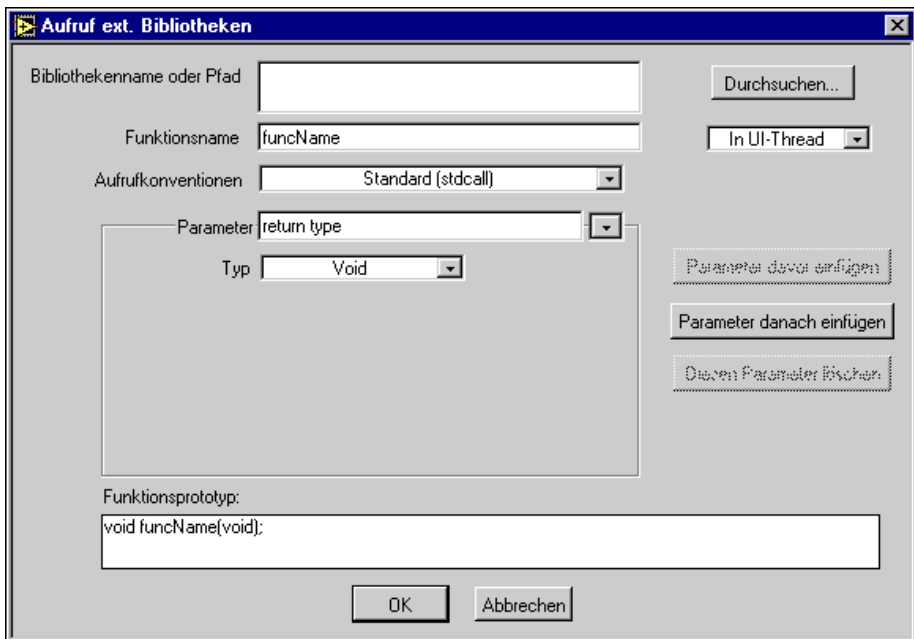 Aufruf ext. Bibliotheken
Bibliothekenname oder Pfad
Durchsuchen...
Funktionsname funcName
In UI-Thread
Aufrufkonventionen Standard (stdcall)
Parameter return type
Typ Void
Parameter davor einfügen
Parameter danach einfügen
Diesen Parameter löschen
Funktionsprototyp:
void funcName(void);
OK Abbrechen